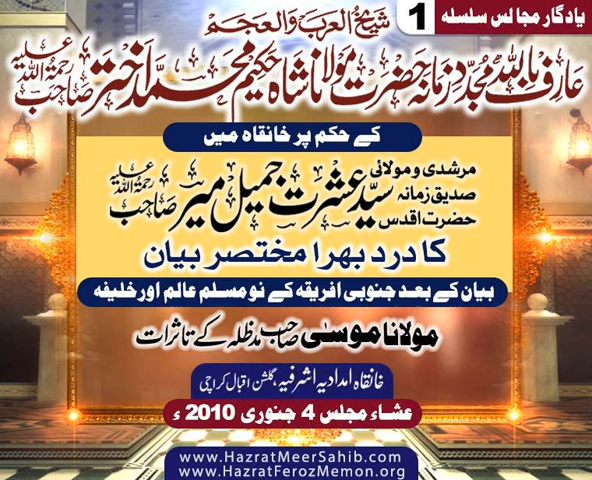 یادگار مجالس سلسلہ 1
شیخ العرب والعجم
عارف باللہ مجدد زمانہ حضرت مولانا شاہ حکیم محمد اختر صاحب رحمۃ اللہ علیہ
کے حکم پر خانقاہ میں
مرشدی و مولائی
صدیق زمانہ
حضرت اقدس
سید عشرت جمیل میر صاحب رحمۃ اللہ علیہ
کا درد بھرا مختصر بیان
بیان کے بعد جنوبی افریقہ کے نو مسلم عالم اور خلیفہ
مولانا موسیٰ صاحب مدظلہ کے تاثرات
خانقاہ امدادیہ اشرفیہ، گلشن اقبال کراچی
عشاء مجلس 4 جنوری 2010 ء
www.HazratMeerSahib.com
www.HazratFerozMemon.org